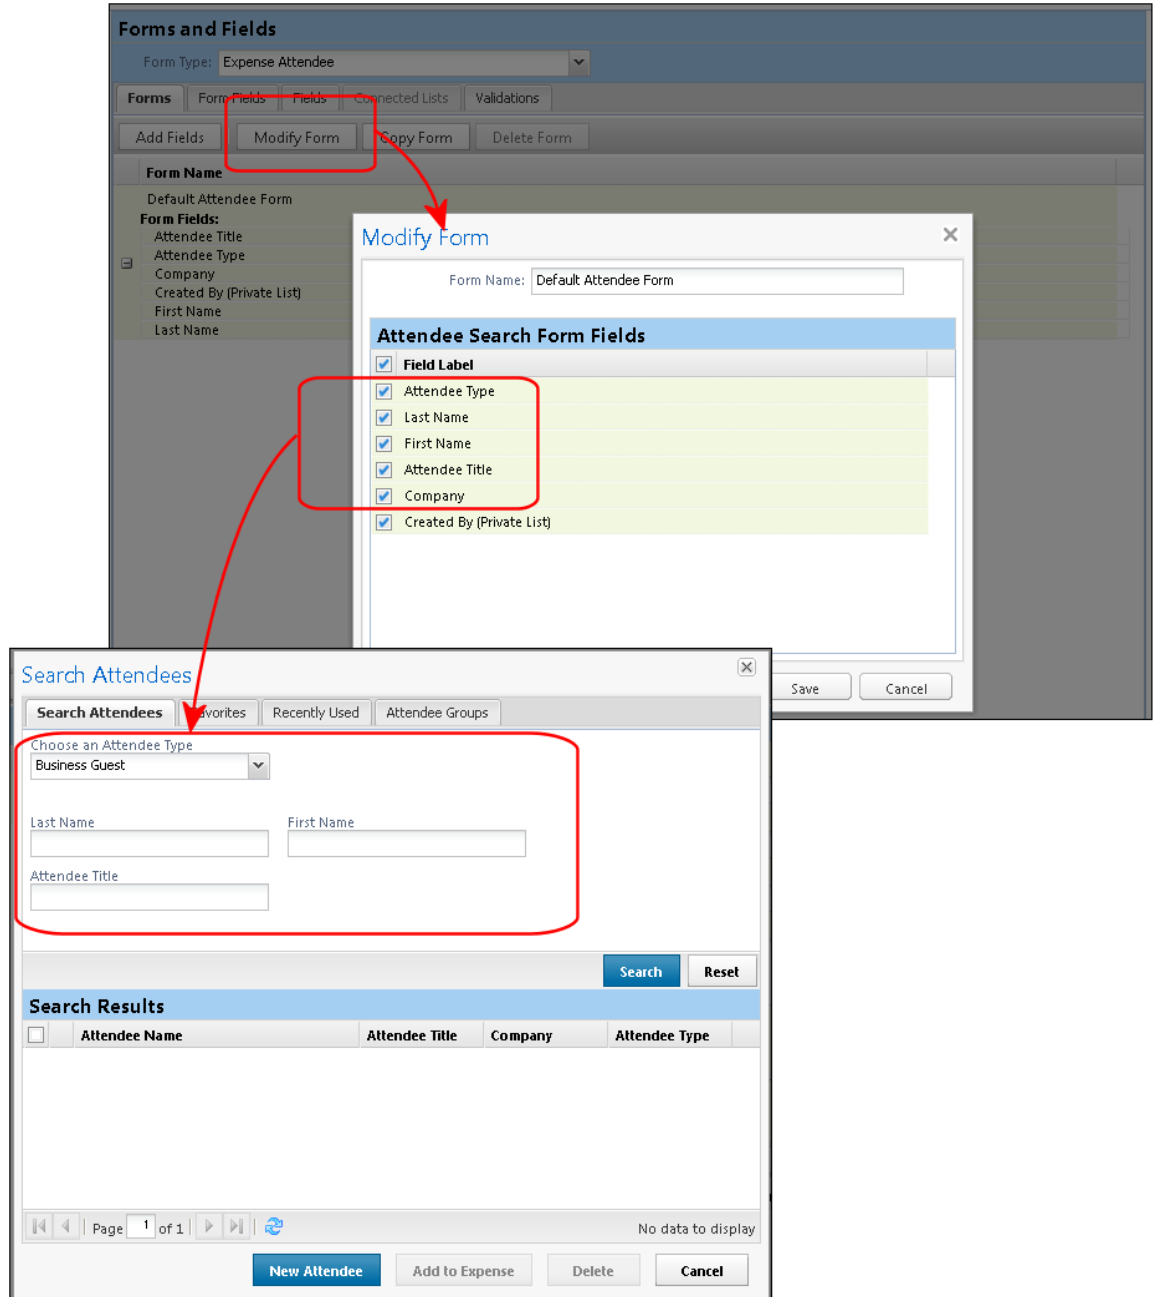 Forms and Fields
Form Type: Expense Attendee
Forms Form Fields Fields Connected Lists Validations
Add Fields Modify Form Copy Form Delete Form
Form Name
Default Attendee Form
Form Fields:
Attendee Title
Attendee Type
Company
Created By (Private List)
First Name
Last Name
Modify Form
Form Name: Default Attendee Form
Attendee Search Form Fields
Field Label
Attendee Type
Last Name
First Name
Attendee Title
Company
Created By (Private List)
Save Cancel
Search Attendees
Search Attendees Favorites Recently Used Attendee Groups
Choose an Attendee Type
Business Guest
Last Name First Name
Attendee Title
Search Reset
Search Results
Attendee Name Attendee Title Company Attendee Type
Page 1 of 1 No data to display
New Attendee Add to Expense Delete Cancel